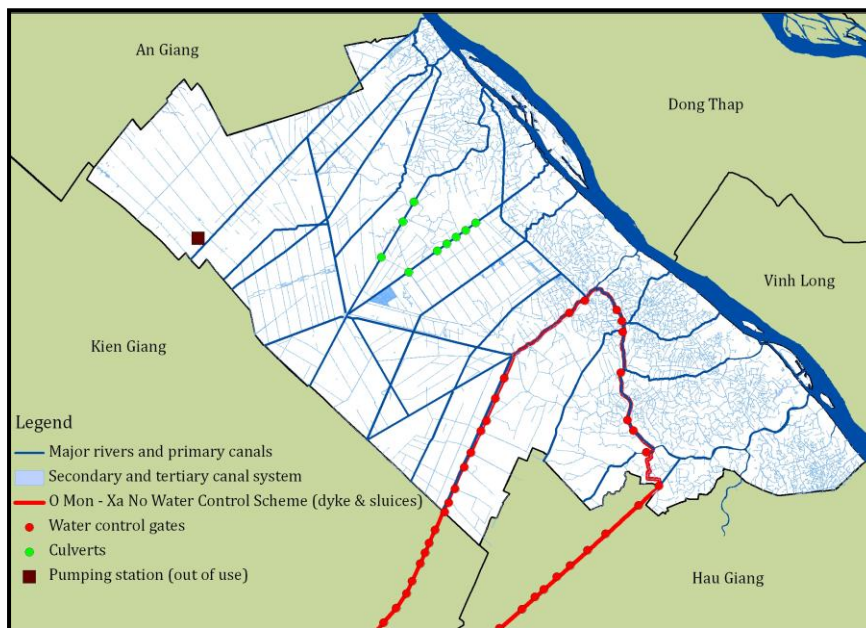 An Giang
Dong Thap
Vinh Long
Kien Giang
Legend
Major rivers and primary canals
Secondary and tertiary canal system
O Mon - Xa No Water Control Scheme (dyke & sluices)
Water control gates
Culverts
Pumping station (out of use)
Hau Giang